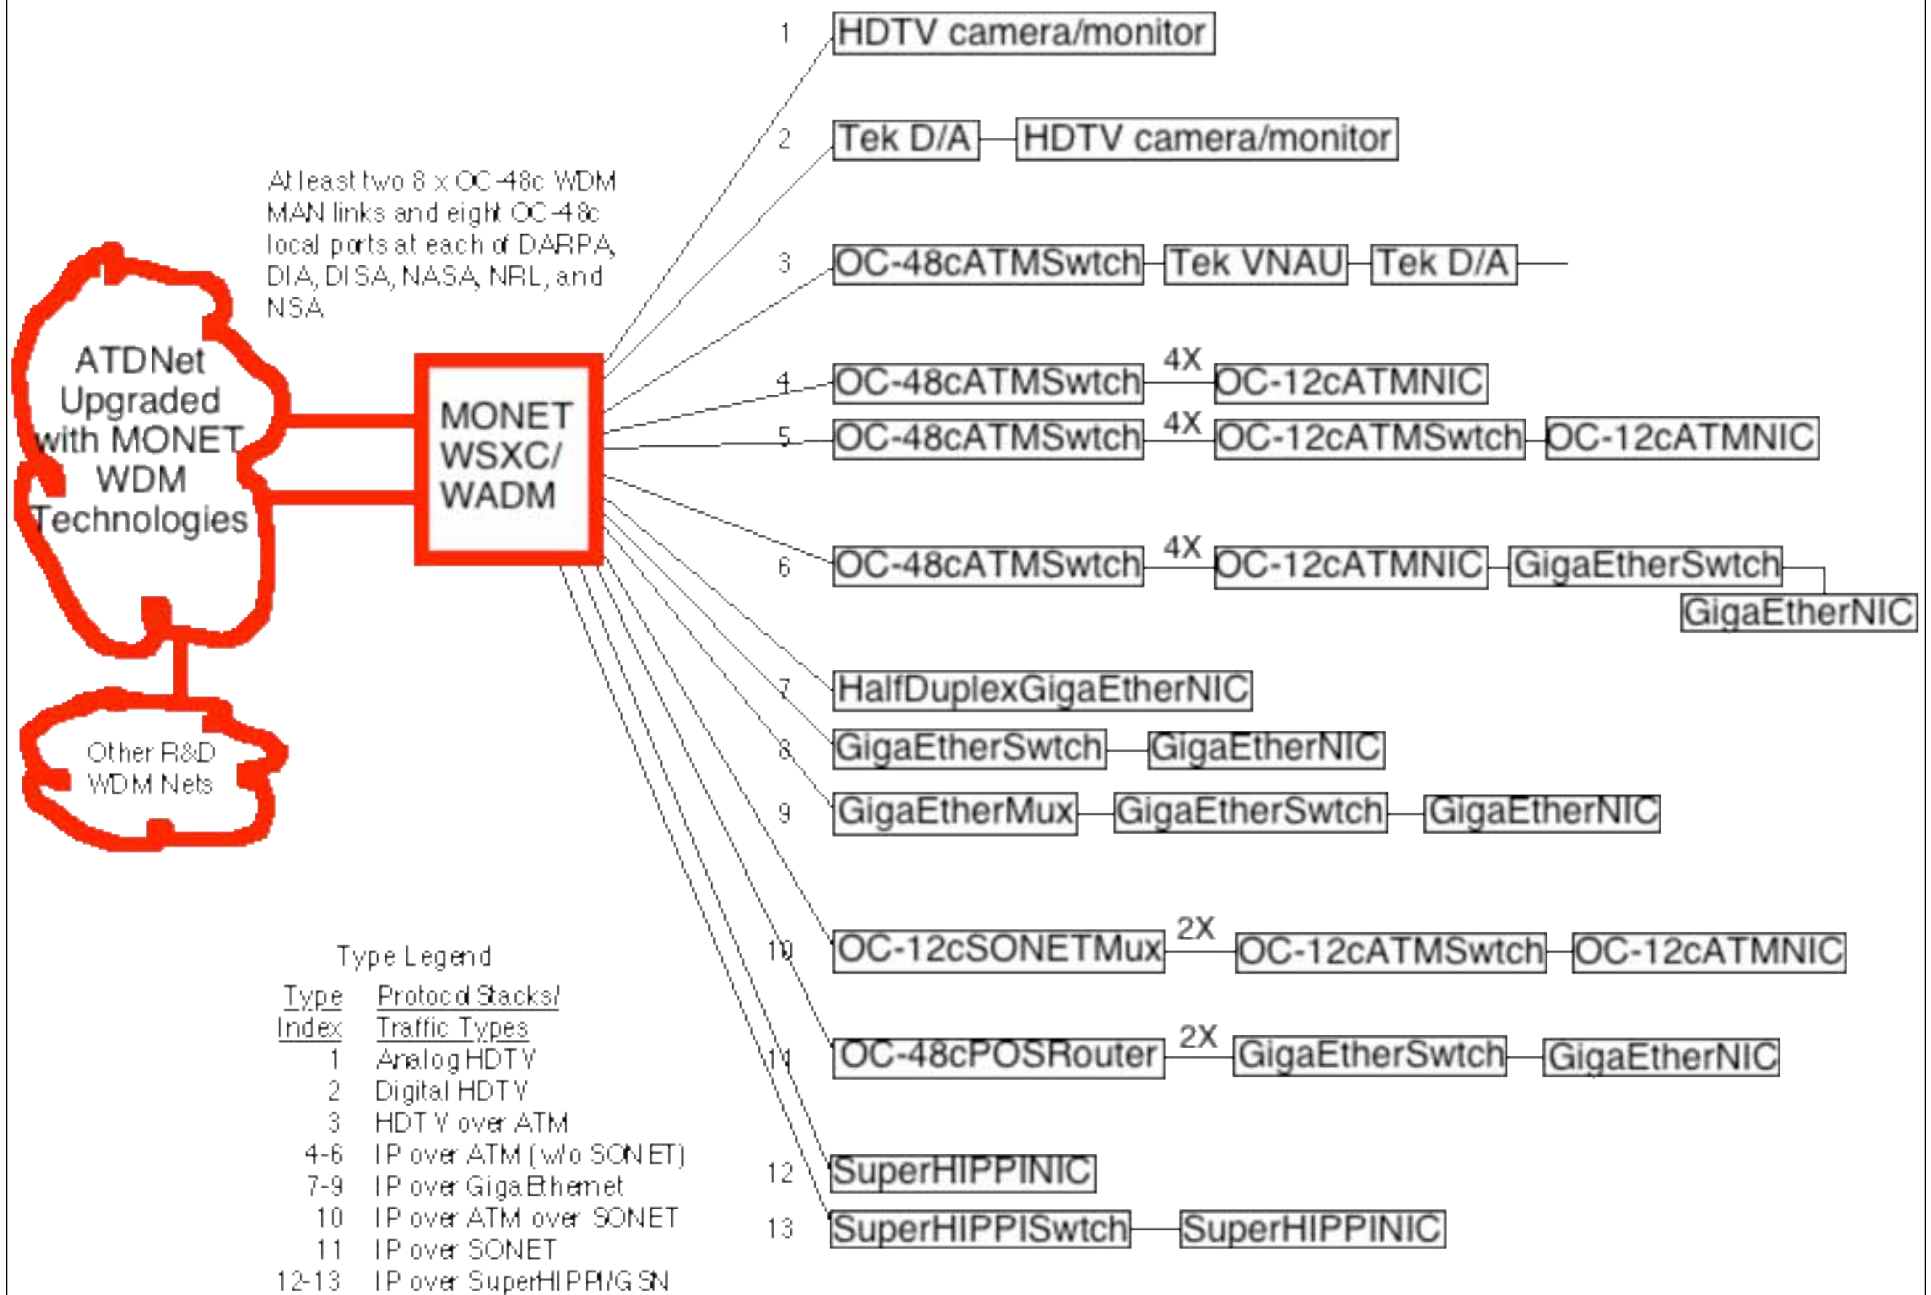 1 HDTV camera/monitor
2 Tek D/A HDTV camera/monitor
At least two 8 x OC-48c WDM
MAN links and eight OC-48c
local ports at each of DARPA,
DIA, DISA, NASA, NRL, and
NSA
3 OC-48cATMSwtch Tek VNAU Tek D/A
ATDNet
Upgraded
with MONET
WDM
Technologies
MONET
WSXC/
WADM
4 OC-48cATMSwtch 4X OC-12cATMNIC
5 OC-48cATMSwtch 4X OC-12cATMSwtch OC-12cATMNIC
6 OC-48cATMSwtch 4X OC-12cATMNIC GigaEtherSwtch
GigaEtherNIC
7 HalfDuplexGigaEtherNIC
8 GigaEtherSwtch GigaEtherNIC
9 GigaEtherMux GigaEtherSwtch GigaEtherNIC
Other R&D
WDM Nets
10 OC-12cSONETMux 2X OC-12cATMSwtch OC-12cATMNIC
11 OC-48cPOSRouter 2X GigaEtherSwtch GigaEtherNIC
12 SuperHIPPINIC
13 SuperHIPPISwtch SuperHIPPINIC
Type Legend
Type Protocol Stacks/
Index Traffic Types
1 Analog HDTV
2 Digital HDTV
3 HDTV over ATM
4-6 IP over ATM (w/o SONET)
7-9 IP over GigaEthernet
10 IP over ATM over SONET
11 IP over SONET
12-13 IP over SuperHIPPI/GSN